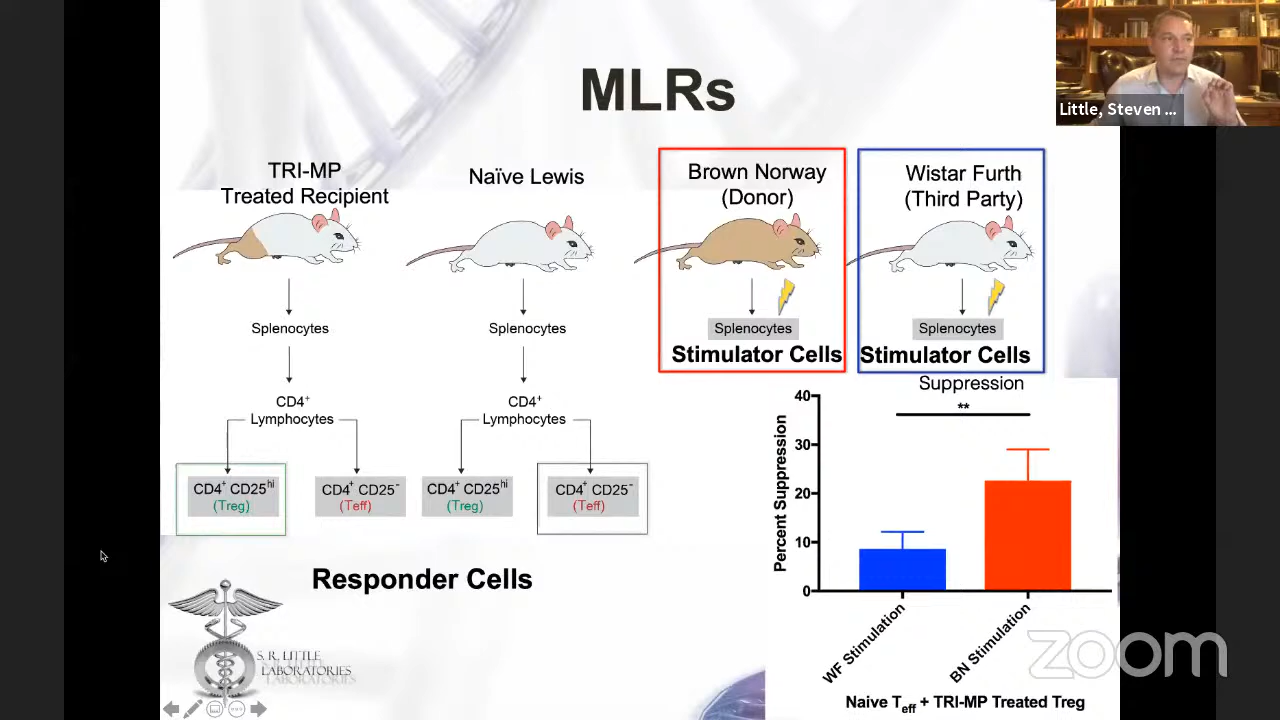 MLRs
Little, Steven ...
TRI-MP
Treated Recipient
Naïve Lewis
Brown Norway
(Donor)
Wistar Furth
(Third Party)
Splenocytes
Splenocytes
Splenocytes
Splenocytes
Stimulator Cells
Stimulator Cells
CD4+
Lymphocytes
CD4+
Lymphocytes
CD4+ CD25hi
(Treg)
CD4+ CD25-
(Teff)
CD4+ CD25hi
(Treg)
CD4+ CD25-
(Teff)
Responder Cells
Suppression
**
Percent Suppression
40
30
20
10
0
WF Stimulation
BN Stimulation
Naive Teff + TRI-MP Treated Treg
S. R. LITTLE
LABORATORIES
zoom